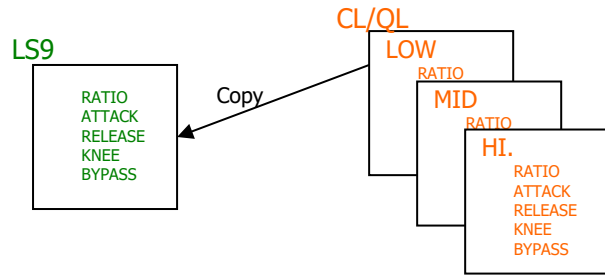 CL/QL
LS9
LOW
RATIO
Copy
MID
RATIO
HI.
RATIO
ATTACK
RELEASE
KNEE
BYPASS
RATIO
ATTACK
RELEASE
KNEE
BYPASS